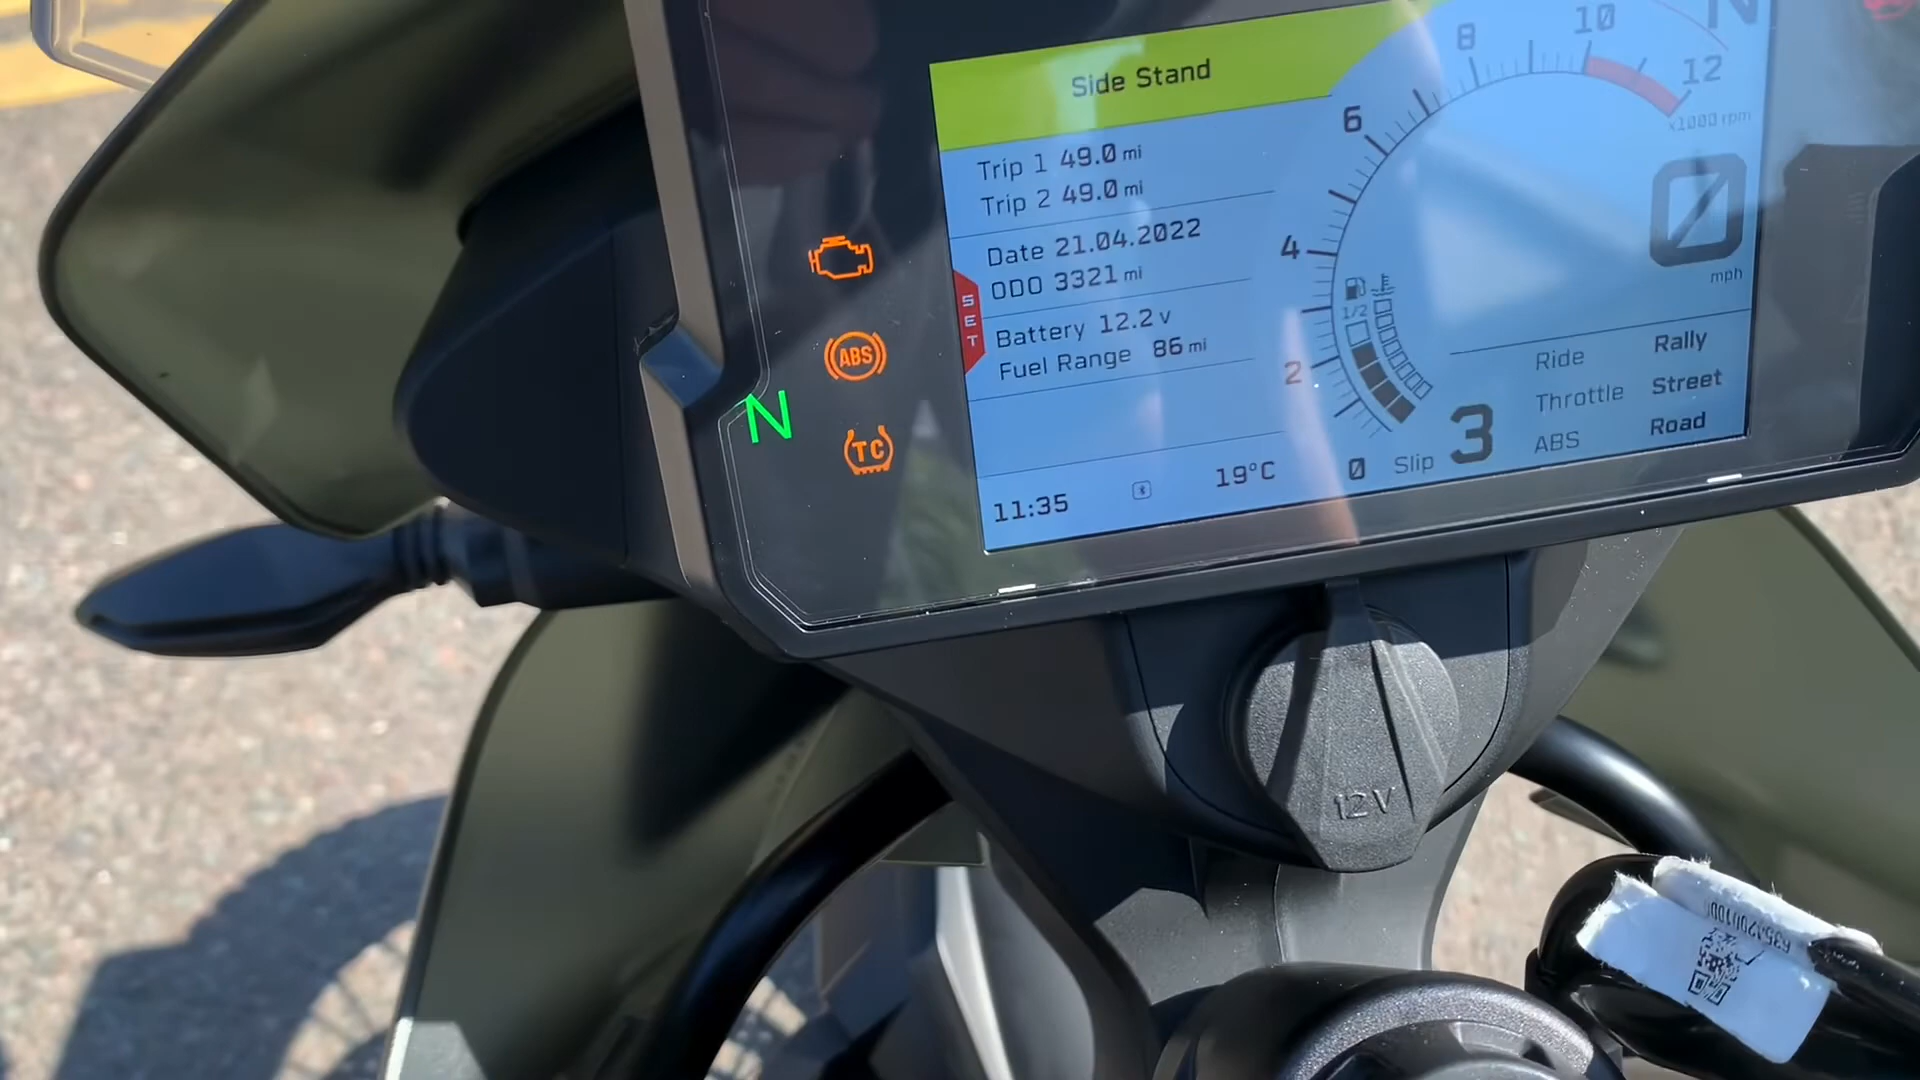 Side Stand
Trip 1 49.0 mi
Trip 2 49.0 mi
Date 21.04.2022
ODO 3321 mi
Battery 12.2 v
Fuel Range 86 mi
11:35
19°C
SET
ABS
TC
N
0
2
4
6
8
10
12
x1000 rpm
N
0
mph
1/2
Slip 3
Ride Rally
Throttle Street
ABS Road
12V